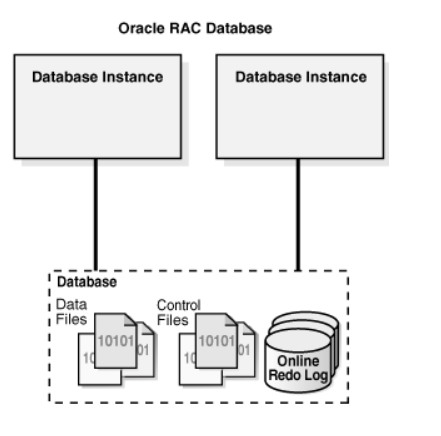 Oracle RAC Database
Database Instance
Database Instance
Database
Data
Files
Control
Files
10101
10
01
10101
10
01
Online
Redo Log